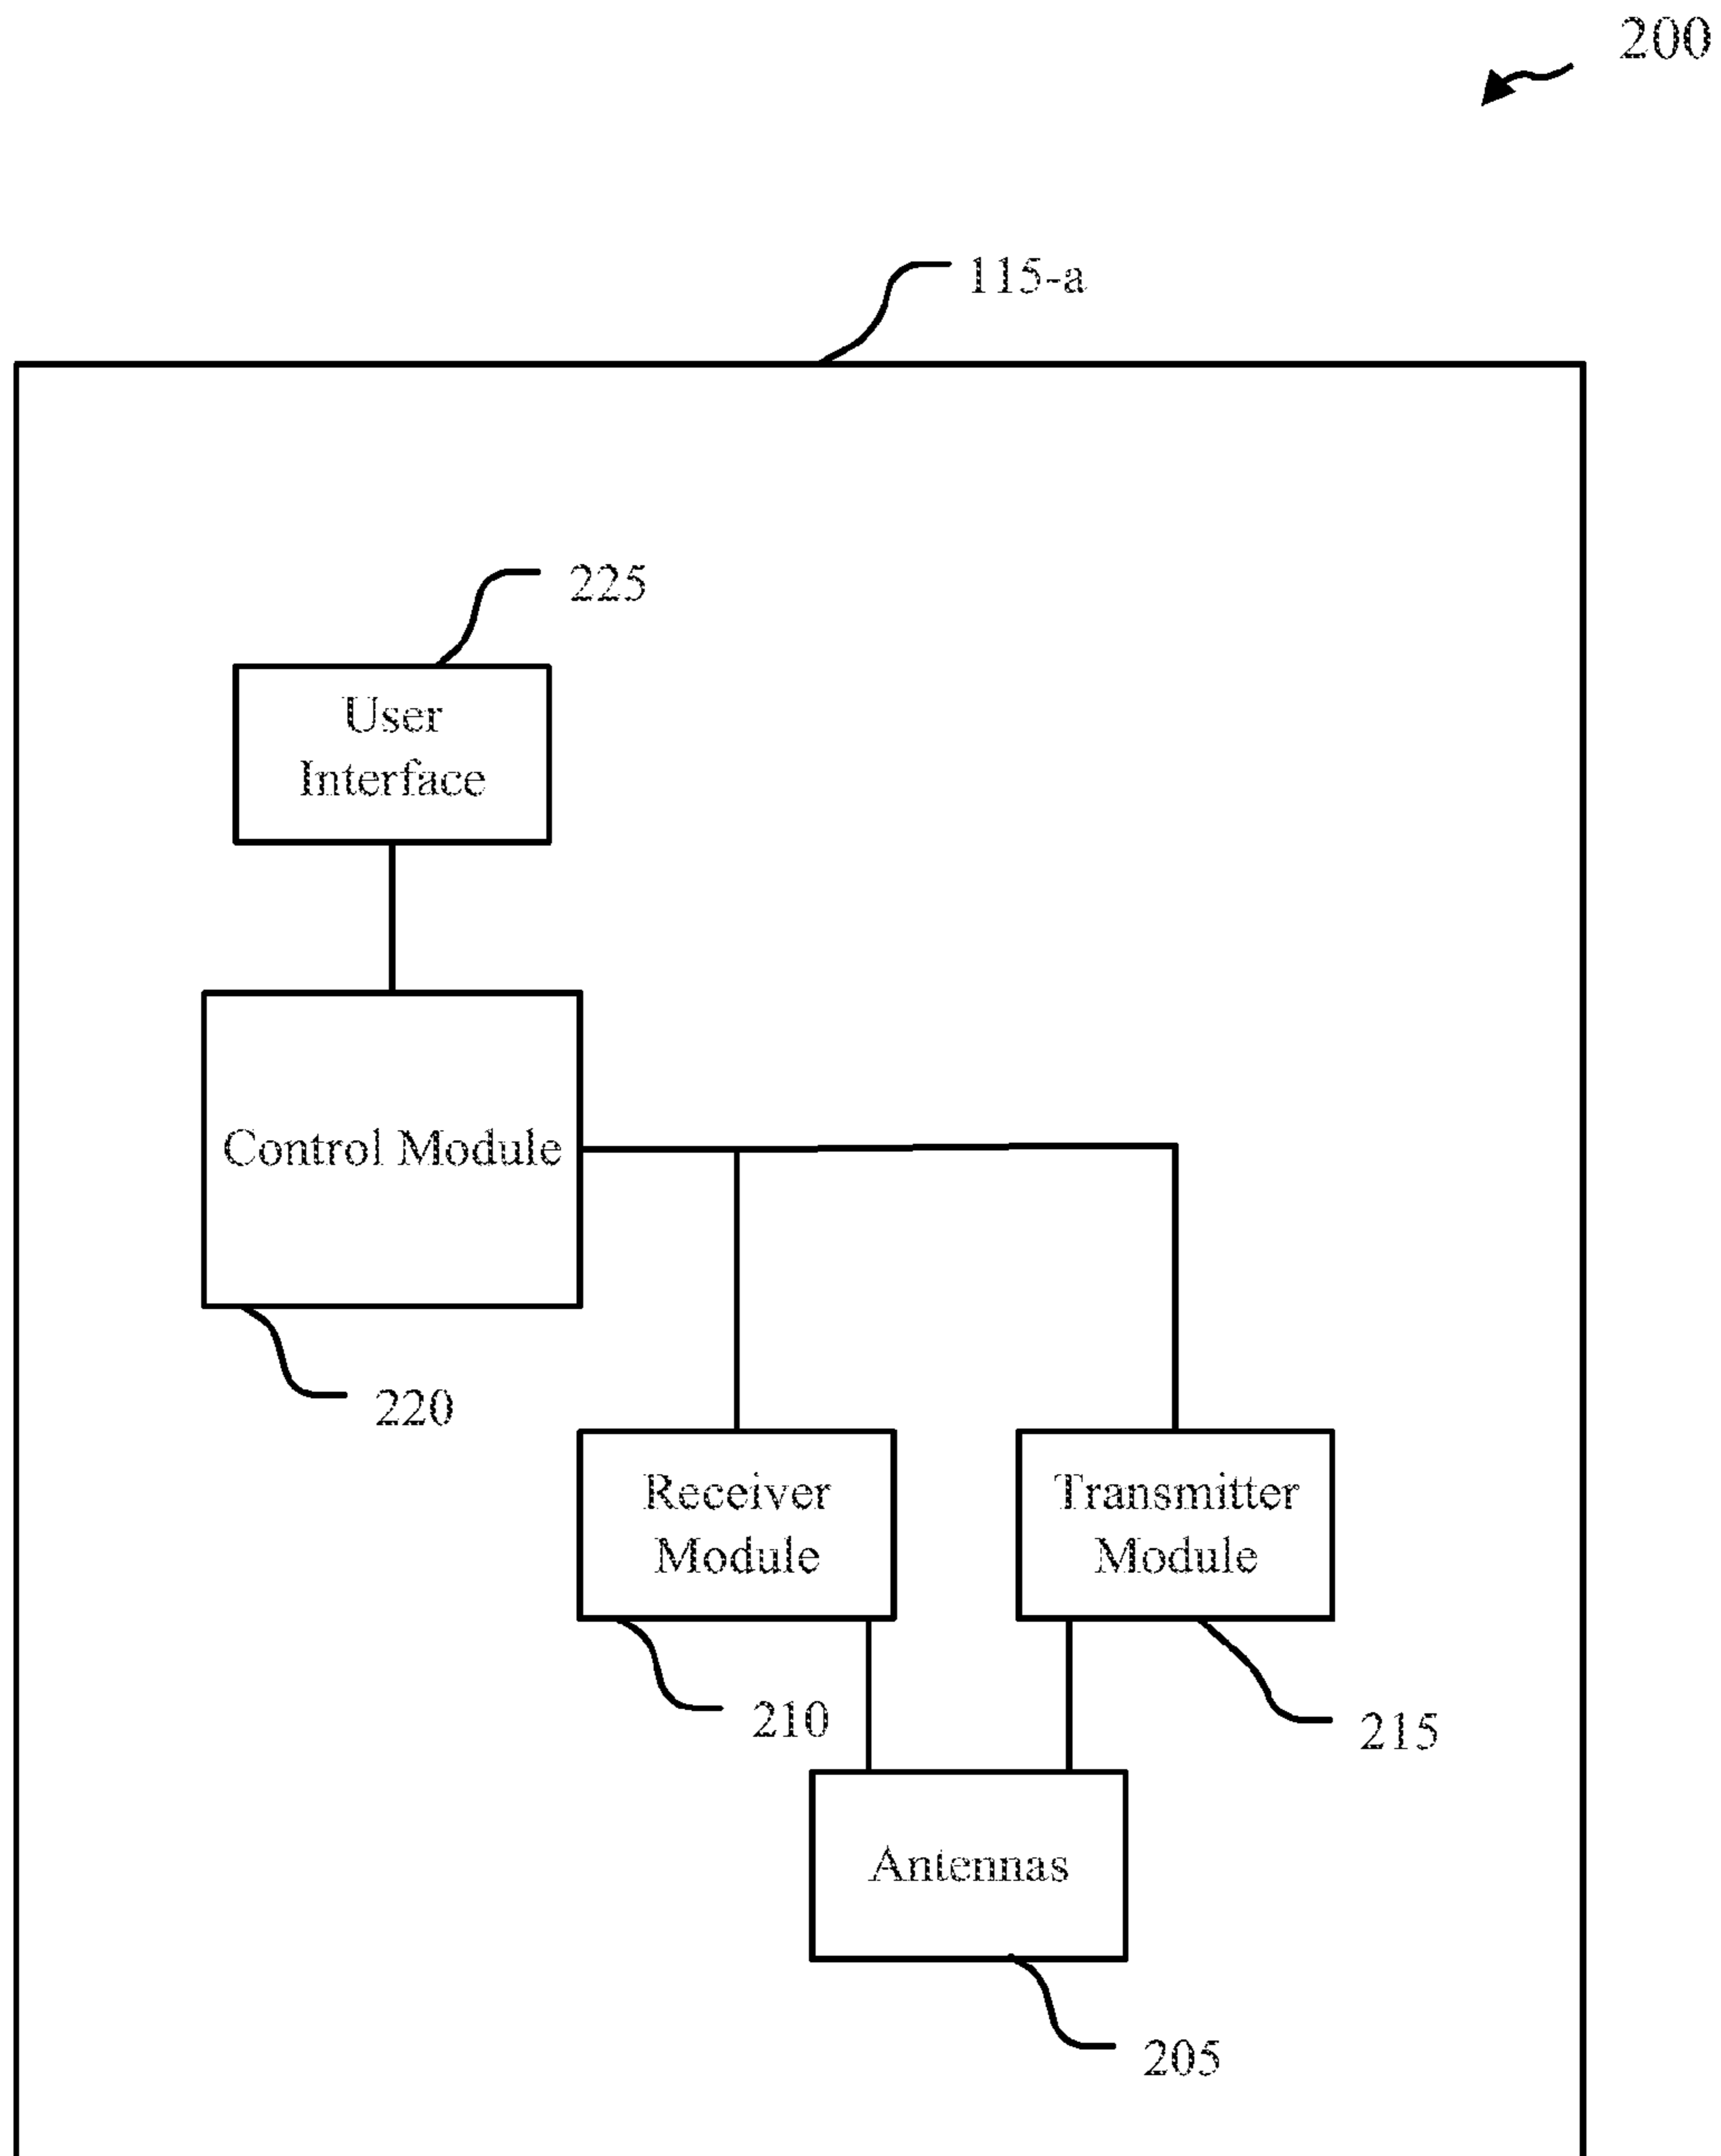 200
115-a
225
User
Interface
Control Module
220
Receiver
Module
Transmitter
Module
210
215
Antennas
205